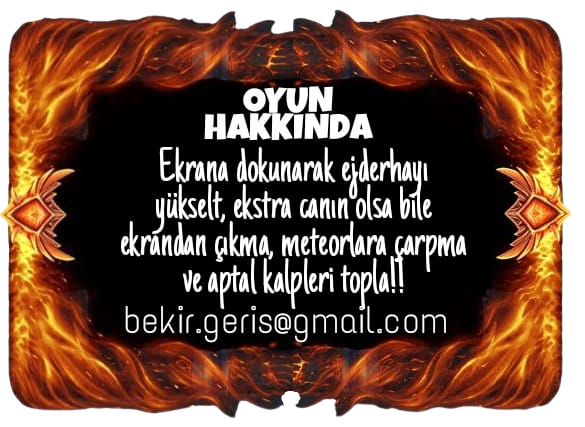 OYUN
HAKKINDA
Ekrana dokunarak ejderhayı
yükselt, ekstra canın olsa bile
ekrandan çıkma, meteorlara çarpma
ve aptal kalpleri topla!!
bekir.geris@gmail.com